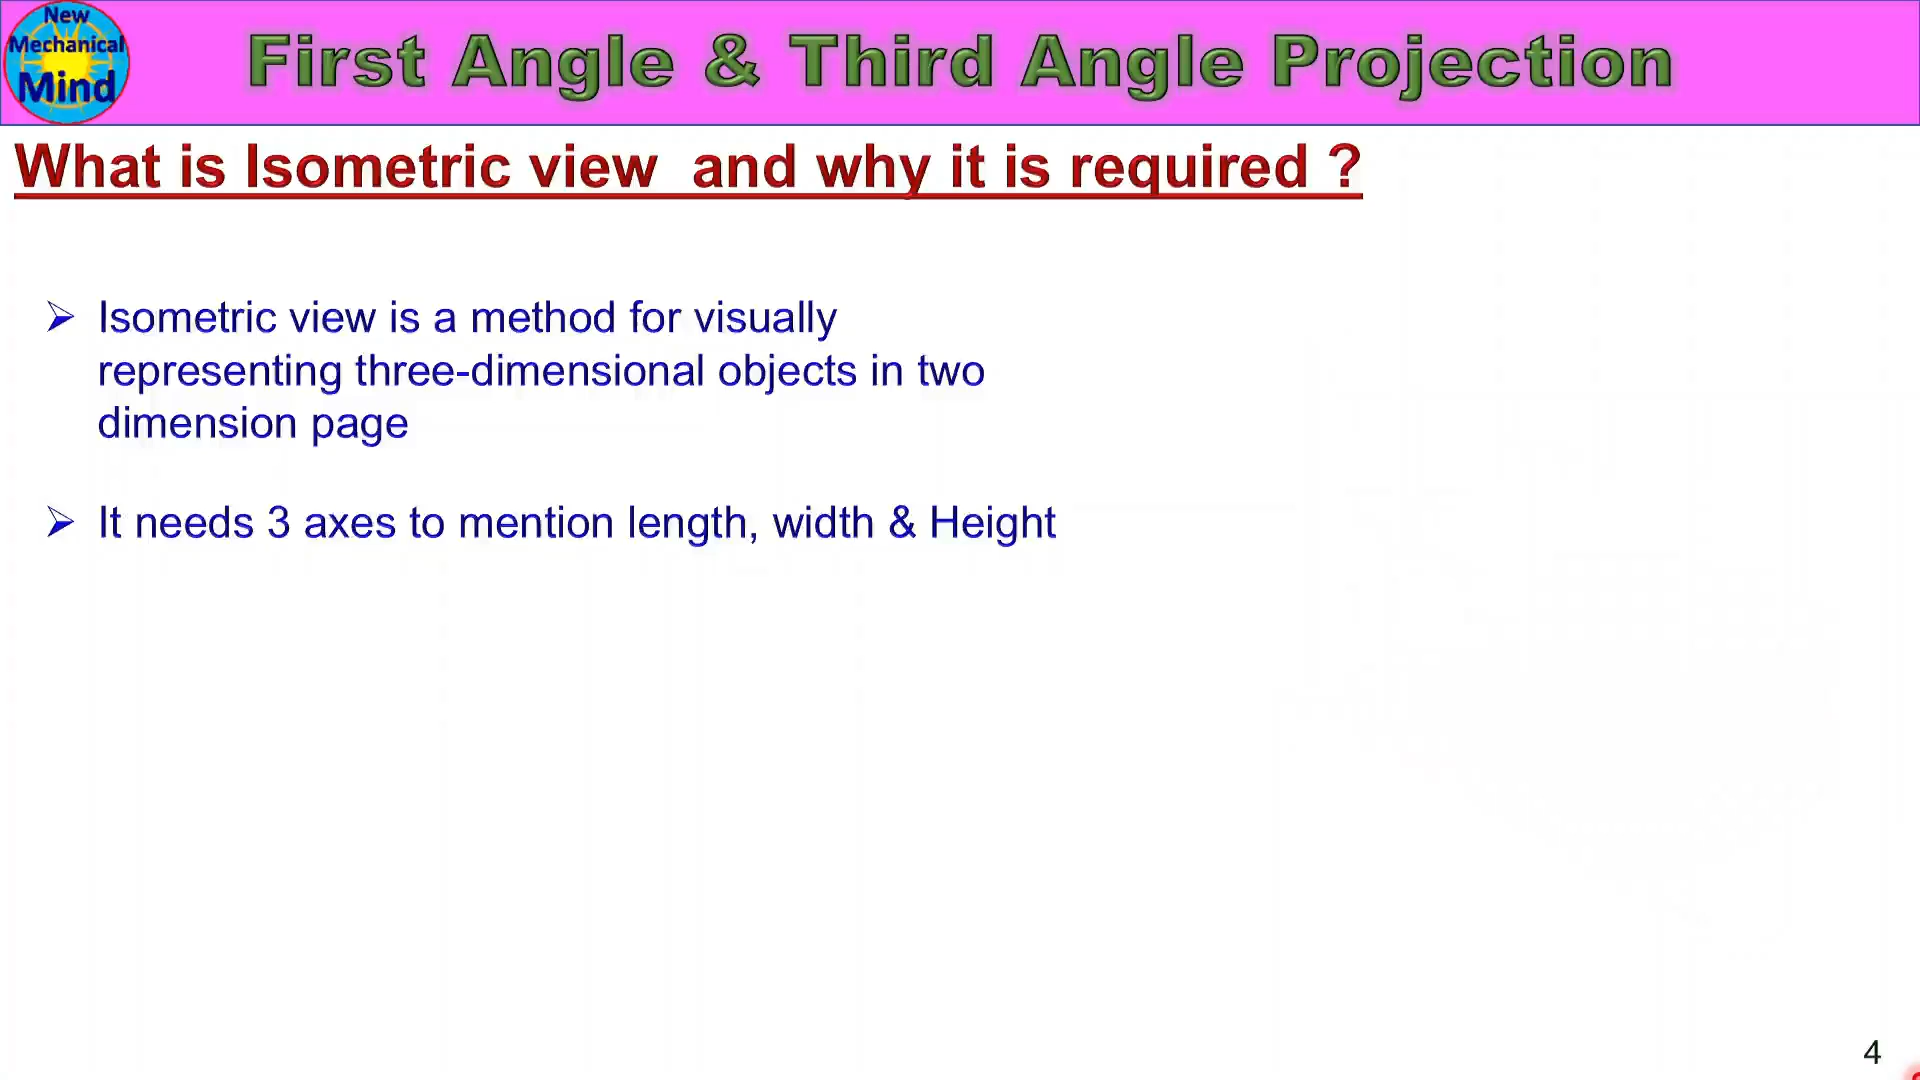 New
Mechanical
Mind
First Angle & Third Angle Projection
What is Isometric view and why it is required ?
➢ Isometric view is a method for visually
representing three-dimensional objects in two
dimension page
➢ It needs 3 axes to mention length, width & Height
4